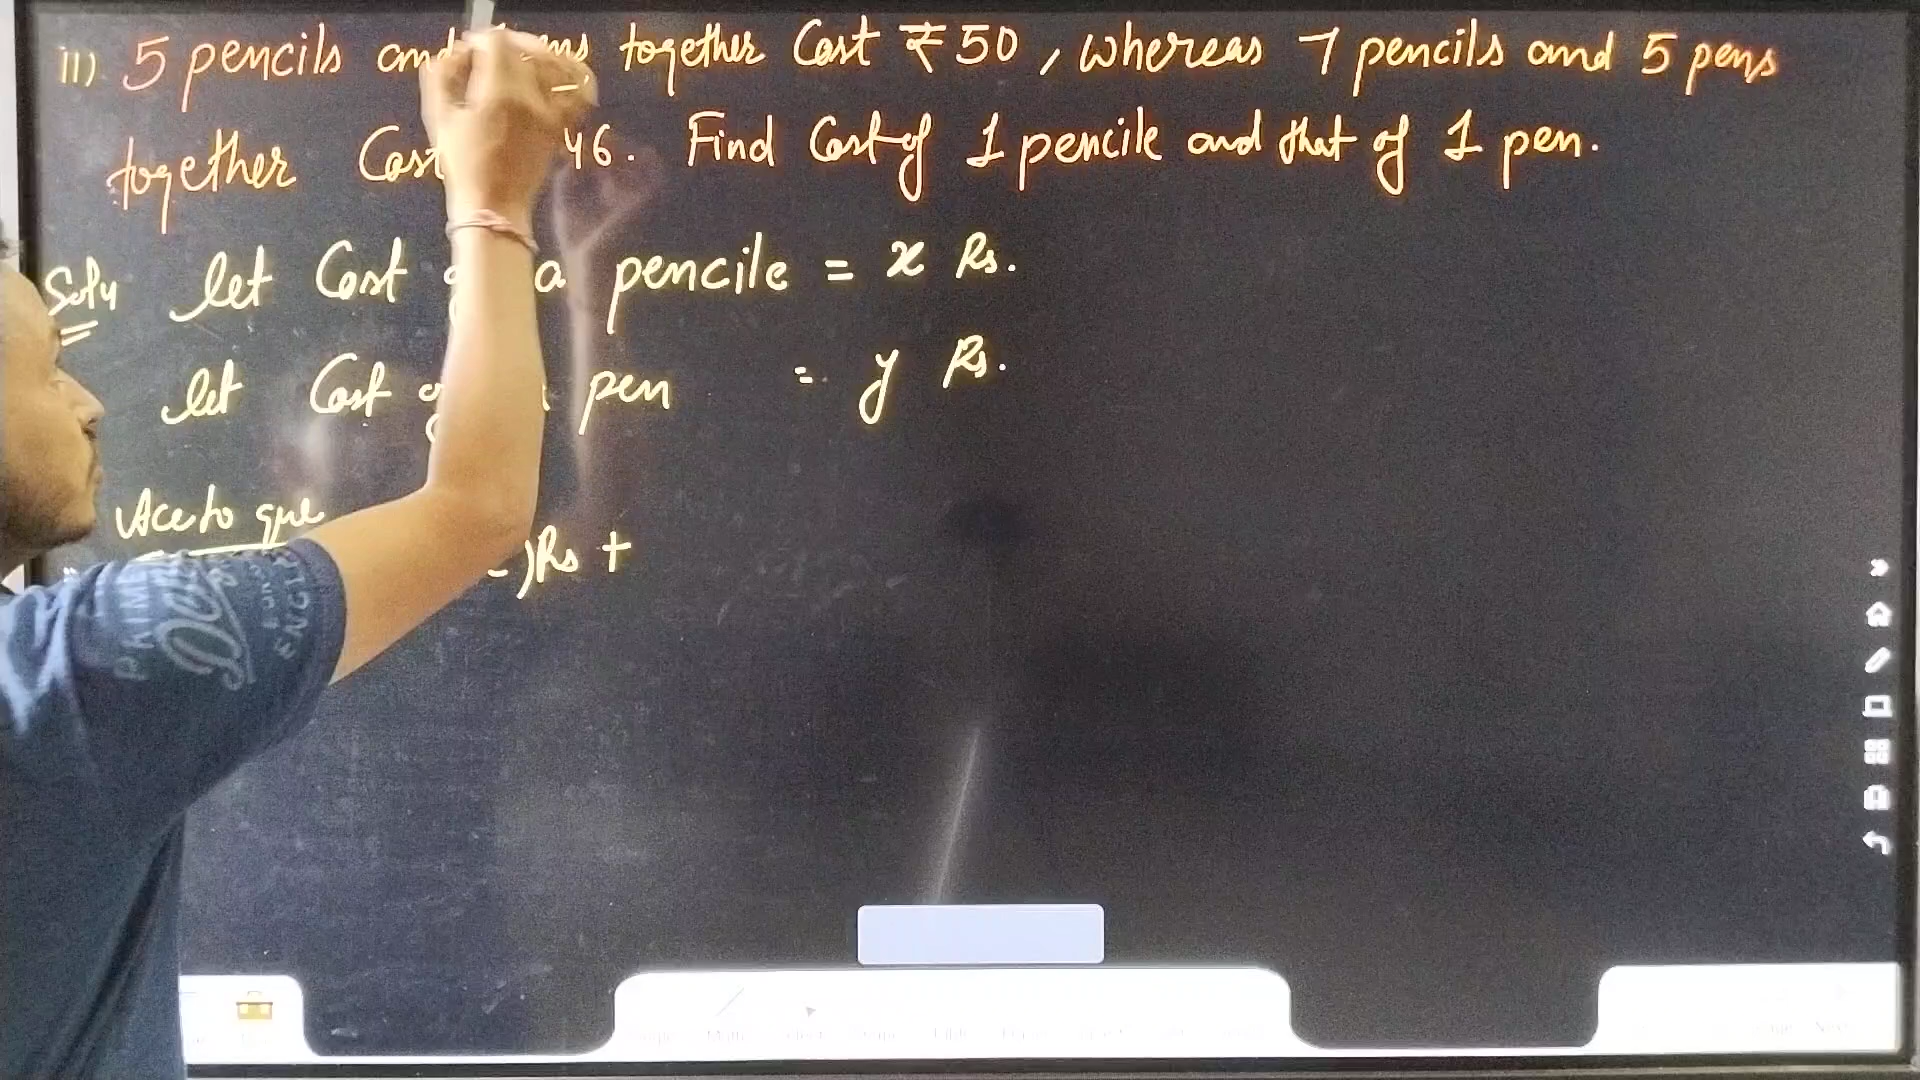 ii) 5 pencils and together Cost ₹50, whereas 7 pencils and 5 pens
together Cost 46. Find Cost of 1 pencile and that of 1 pen.
Soln let Cost a pencile = x Rs.
let Cost pen = y Rs.
Acc to que
)Rs +